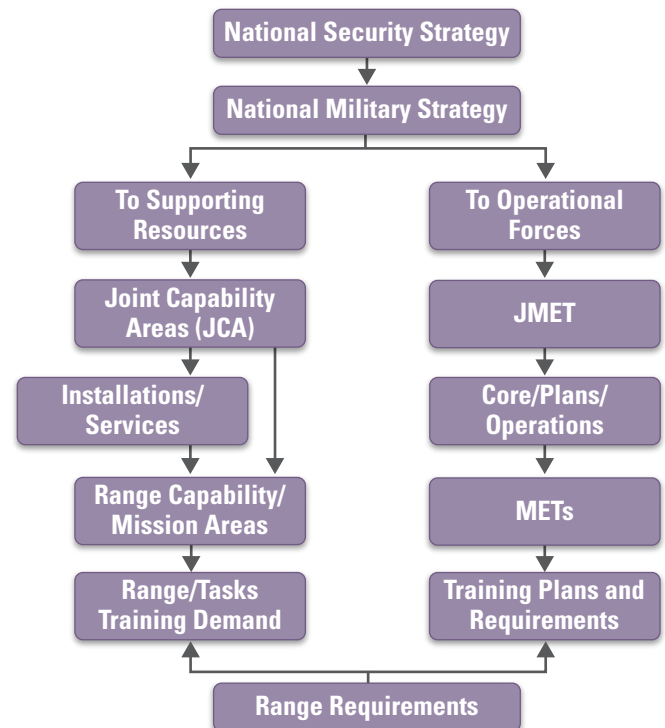 National Security Strategy
National Military Strategy
To Supporting
Resources
Joint Capability
Areas (JCA)
Installations/
Services
Range Capability/
Mission Areas
Range/Tasks
Training Demand
To Operational
Forces
JMET
Core/Plans/
Operations
METs
Training Plans and
Requirements
Range Requirements